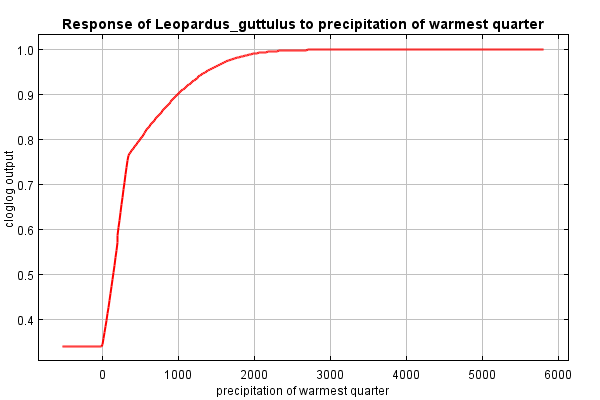 Response of Leopardus_guttulus to precipitation of warmest quarter
cloglog output
1.0
0.9
0.8
0.7
0.6
0.5
0.4
0 1000 2000 3000 4000 5000 6000
precipitation of warmest quarter